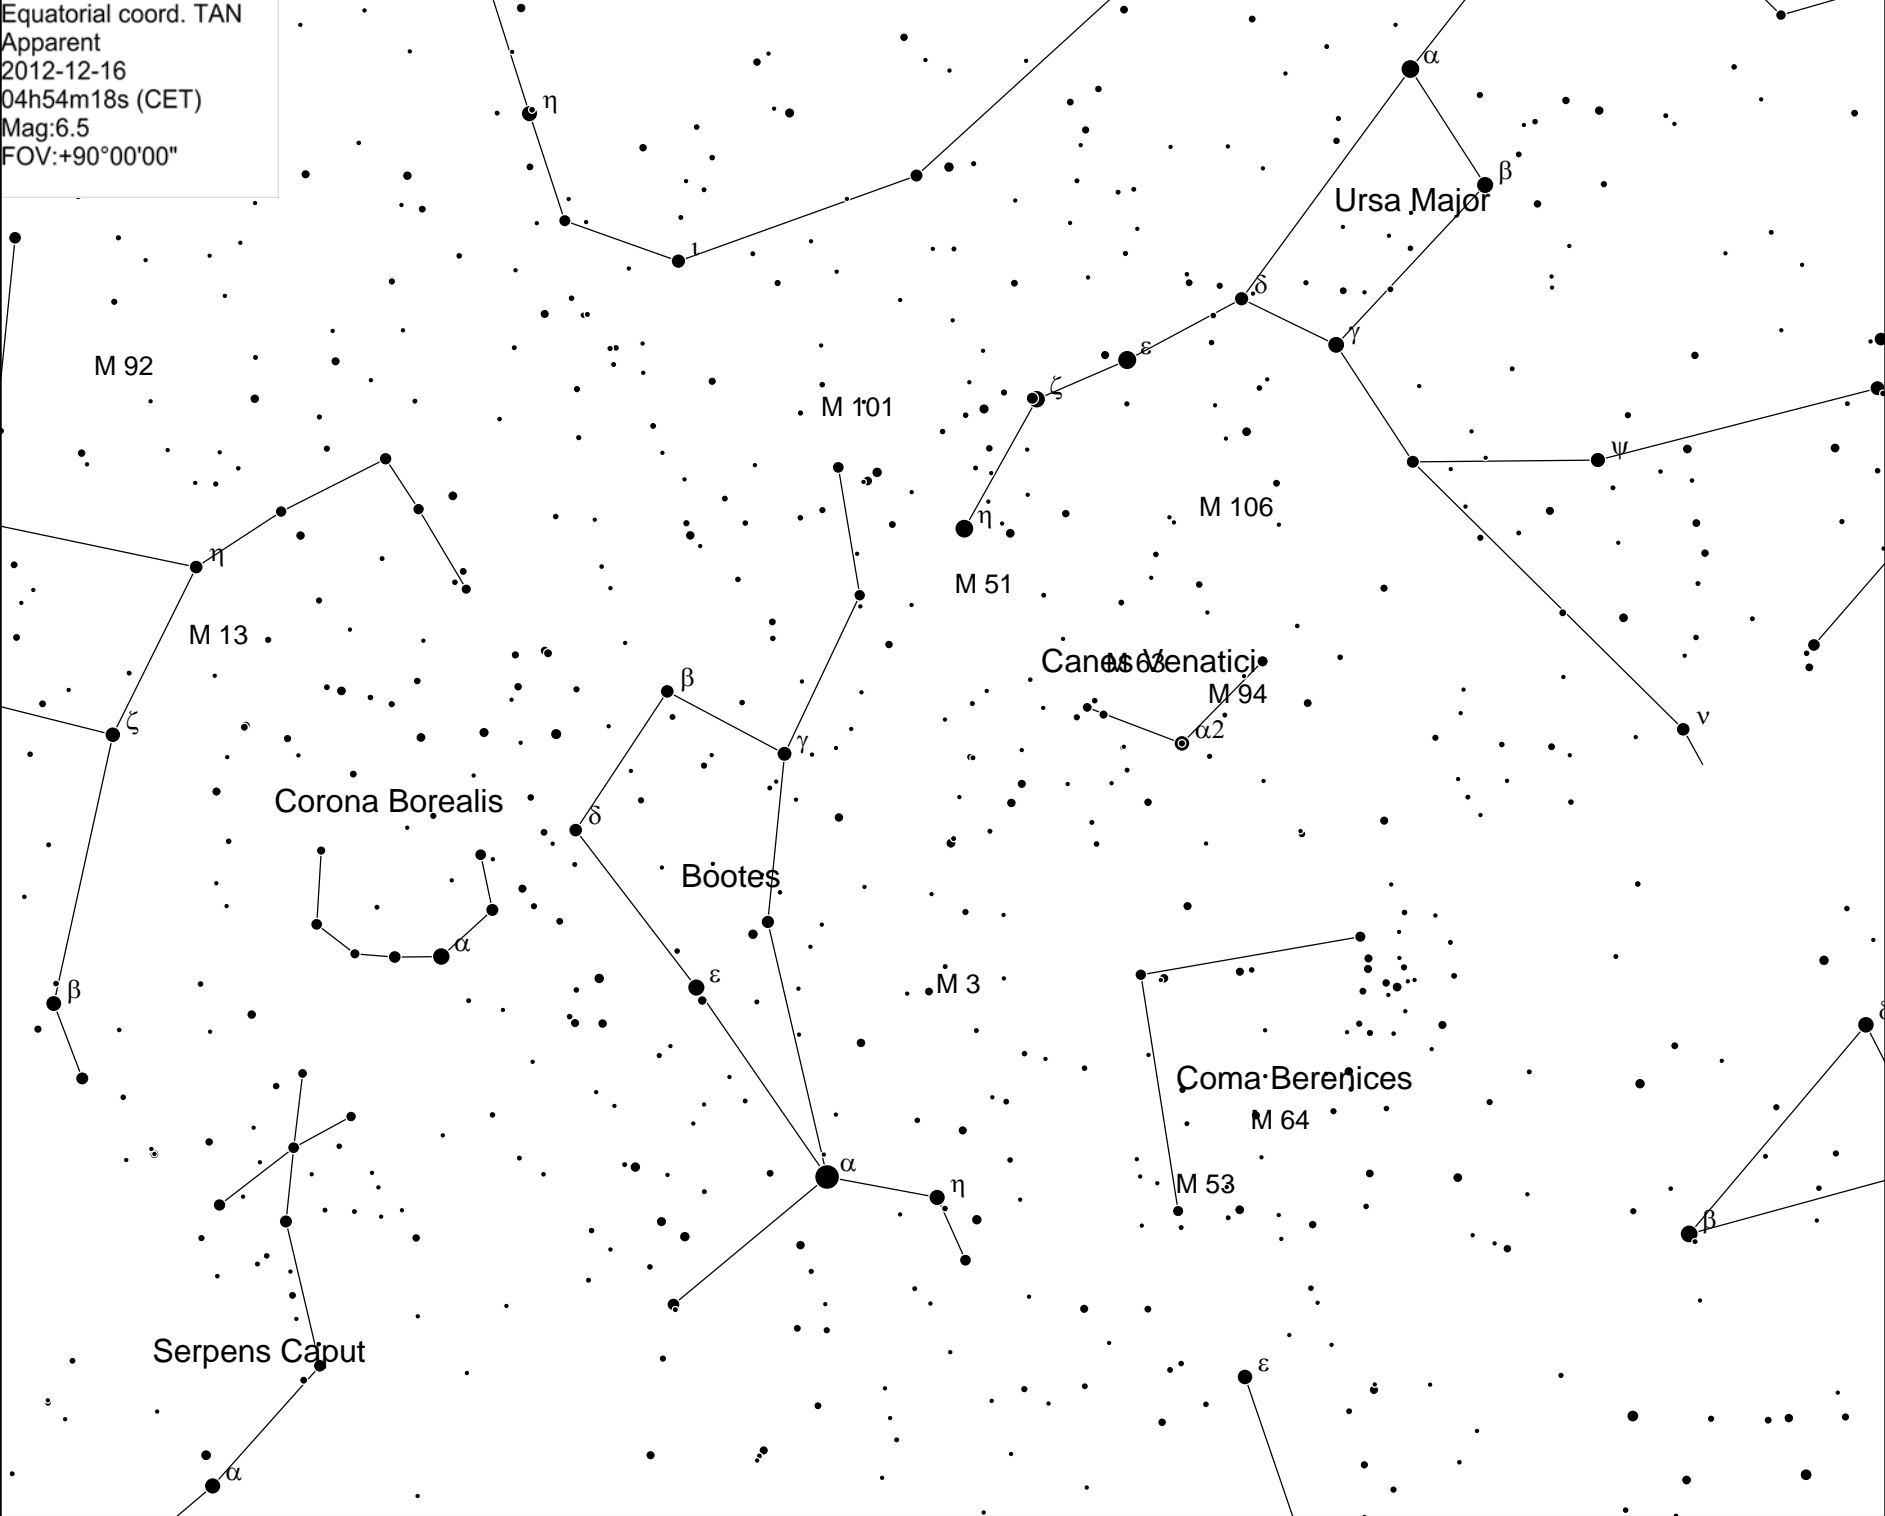 Equatorial coord. TAN
Apparent
2012-12-16
04h54m18s (CET)
Mag:6.5
FOV:+90°00'00"
α
η
β
Ursa Major
ι
δ
γ
ε
M 92
ζ
M 101
ψ
M 106
η
η
M 51
M 13
Canes Venatici
M 63
β
M 94
ζ
ν
α2
γ
Corona Borealis
δ
Bootes
α
ε
M 3
β
δ
Coma Berenices
M 64
α
M 53
η
β
Serpens Caput
ε
α